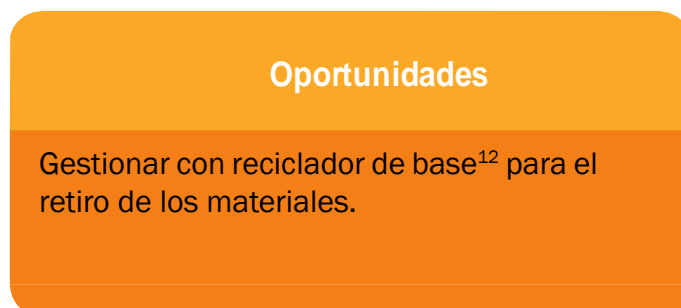 Oportunidades
Gestionar con reciclador de base¹² para el
retiro de los materiales.